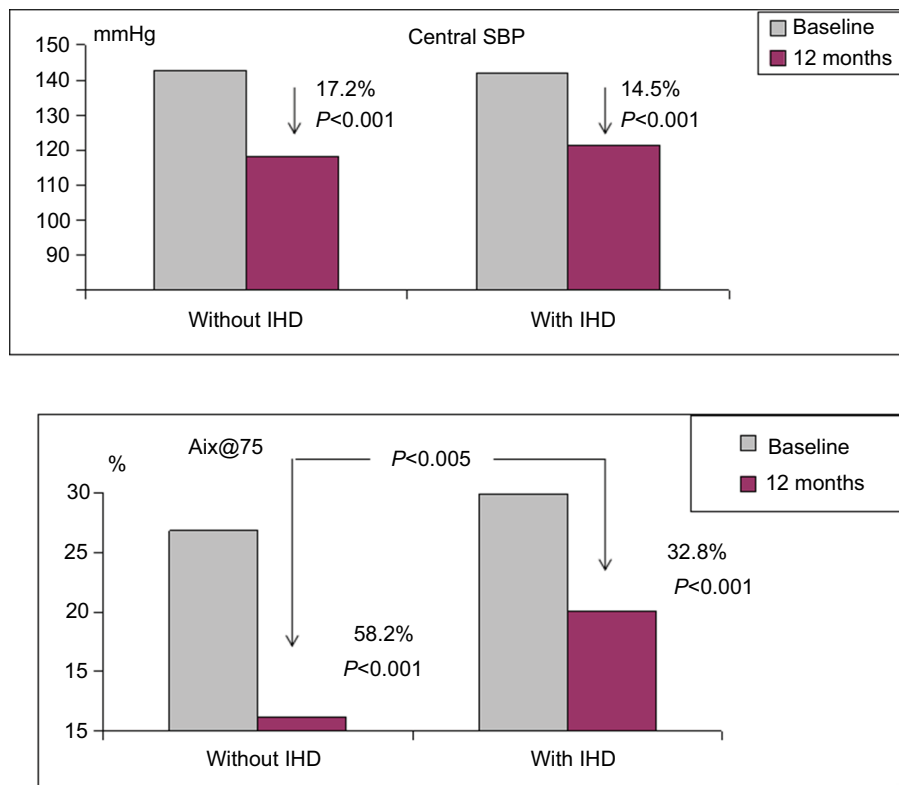 mmHg
Central SBP
Baseline
12 months
150
140
130
120
110
100
90
17.2%
P<0.001
14.5%
P<0.001
Without IHD
With IHD
Aix@75
%
P<0.005
Baseline
12 months
30
25
20
15
15
58.2%
P<0.001
32.8%
P<0.001
Without IHD
With IHD